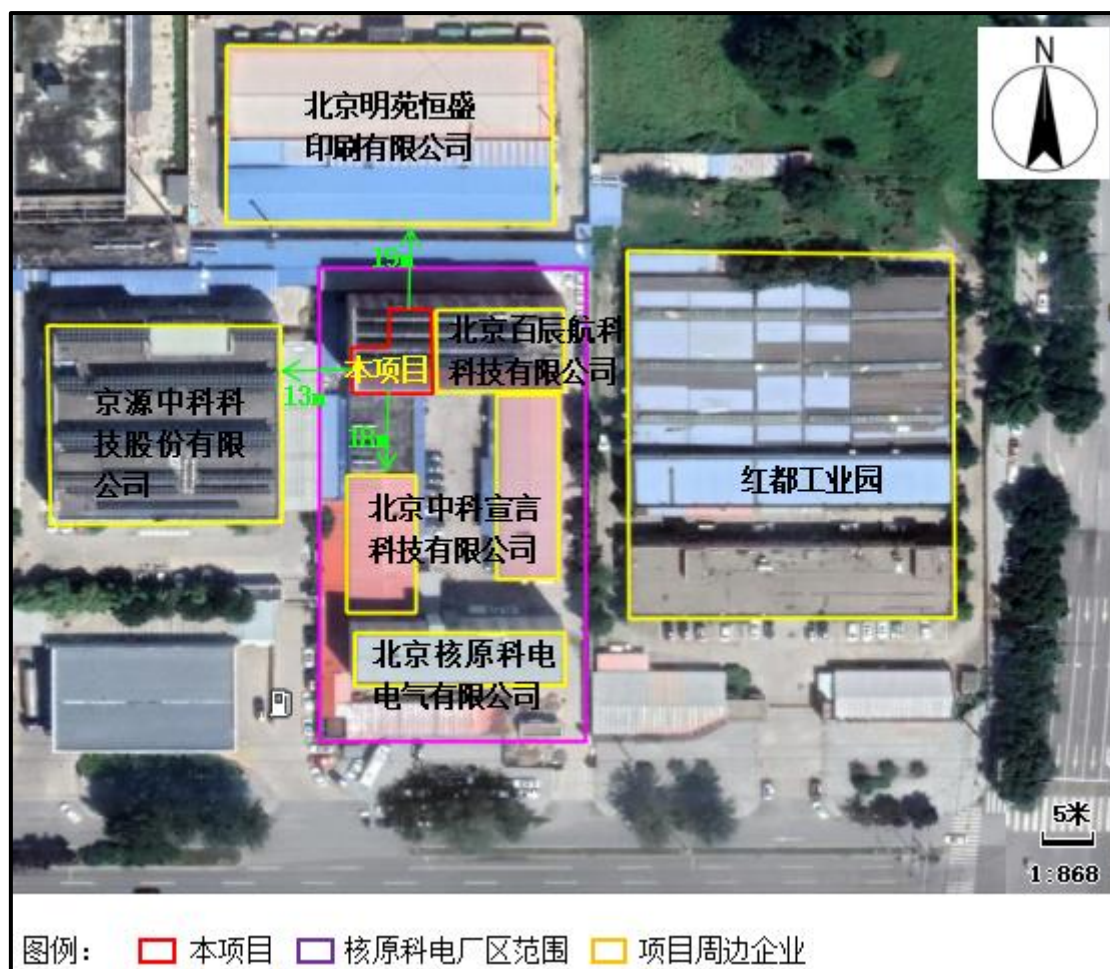 N
北京明苑恒盛
印刷有限公司
15m
北京百辰航科
科技有限公司
本项目
13m
京源中科科
技股份有限
公司
18m
红都工业园
北京中科宣言
科技有限公司
北京核原科电
电气有限公司
5米
1:868
图例： 本项目 核原科电厂区范围 项目周边企业